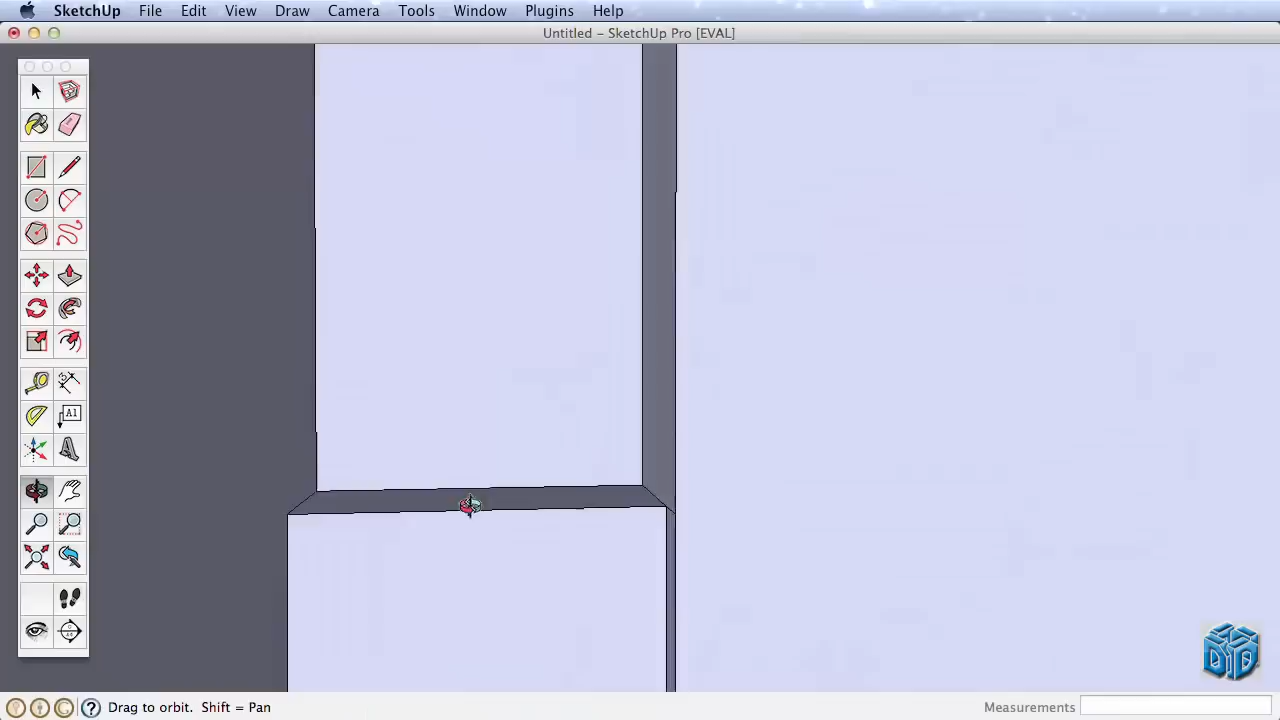 SketchUp File Edit View Draw Camera Tools Window Plugins Help
Untitled – SketchUp Pro [EVAL]
A1
Drag to orbit. Shift = Pan
Measurements